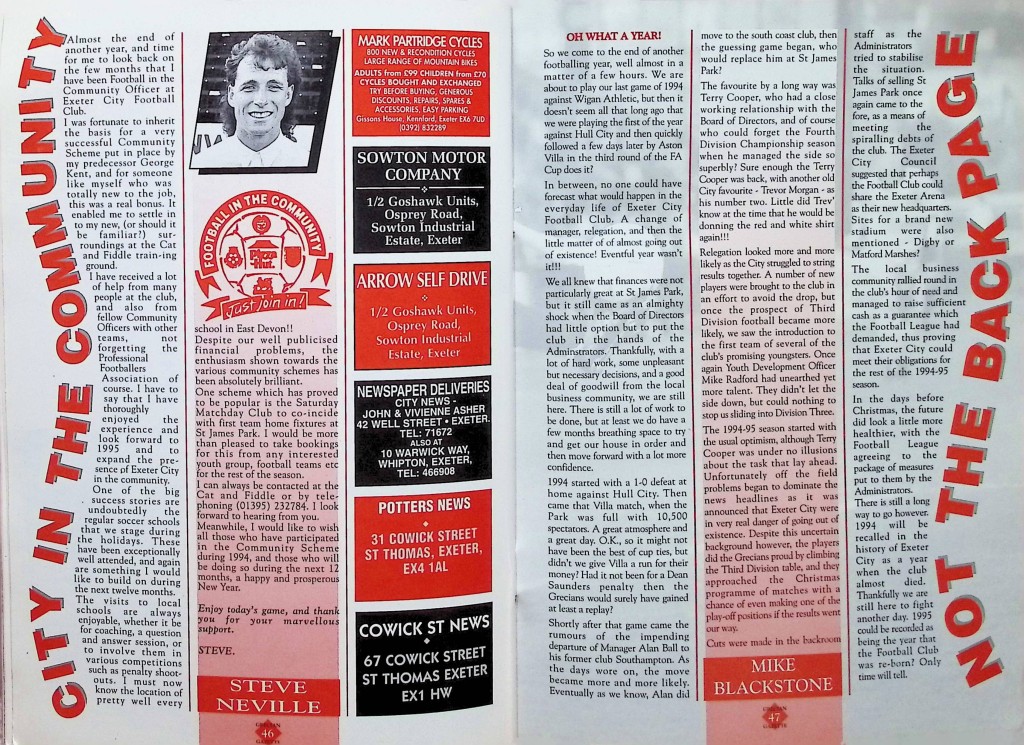 CITY IN THE COMMUNITY
Almost the end of
another year, and time
for me to look back on
the few months that I
have been Football in the
Community Officer at
Exeter City Football
Club.
I was fortunate to inherit
the basis for a very
successful Community
Scheme put in place by
my predecessor George
Kent, and for someone
like myself who was
totally new to the job,
this was a real bonus. It
enabled me to settle in
to my new, (or should it
be familiar?) sur-
roundings at the Cat
and Fiddle train-ing
ground.
I have received a lot
of help from many
people at the club,
and also from
fellow Community
Officers with other
teams, not
forgetting the
Professional
Footballers
Association of
course. I have to
say that I have
thoroughly
enjoyed the
experience and
look forward to
1995 and to
expand the pre-
sence of Exeter City
in the community.
One of the big
success stories are
undoubtedly the
regular soccer schools
that we stage during
the holidays. These
have been exceptionally
well attended, and again
are something I would
like to build on during
the next twelve months.
The visits to local
schools are always
enjoyable, whether it be
for coaching, a question
and answer session, or
to involve them in
various competitions
such as penalty shoot-
outs. I must now
know the location of
pretty well every
FOOTBALL IN THE COMMUNITY
Pizza Hut
Just join in!
school in East Devon!!
Despite our well publicised
financial problems, the
enthusiasm shown towards the
various community schemes has
been absolutely brilliant.
One scheme which has proved
to be popular is the Saturday
Matchday Club to co-incide
with first team home fixtures at
St James Park. I would be more
than pleased to take bookings
for this from any interested
youth group, football teams etc
for the rest of the season.
I can always be contacted at the
Cat and Fiddle or by tele-
phoning (01395) 232784. I look
forward to hearing from you.
Meanwhile, I would like to wish
all those who have participated
in the Community Scheme
during 1994, and those who will
be doing so during the next 12
months, a happy and prosperous
New Year.
Enjoy today's game, and thank
you for your marvellous
support.
STEVE.
STEVE
NEVILLE
GRECIAN
46
GAZETTE
MARK PARTRIDGE CYCLES
800 NEW & RECONDITION CYCLES
LARGE RANGE OF MOUNTAIN BIKES
ADULTS from £99 CHILDREN from £70
CYCLES BOUGHT AND EXCHANGED
TRY BEFORE BUYING, GENEROUS
DISCOUNTS, REPAIRS, SPARES &
ACCESSORIES, EASY PARKING
Gissons House, Kennford, Exeter EX6 7UD
(0392) 832289
SOWTON MOTOR
COMPANY
1/2 Goshawk Units,
Osprey Road,
Sowton Industrial
Estate, Exeter
ARROW SELF DRIVE
1/2 Goshawk Units,
Osprey Road,
Sowton Industrial
Estate, Exeter
NEWSPAPER DELIVERIES
CITY NEWS -
JOHN & VIVIENNE ASHER
42 WELL STREET • EXETER.
TEL: 71672
ALSO AT
10 WARWICK WAY,
WHIPTON, EXETER,
TEL: 466908
POTTERS NEWS
31 COWICK STREET
ST THOMAS, EXETER,
EX4 1AL
COWICK ST NEWS
67 COWICK STREET
ST THOMAS EXETER
EX1 HW
OH WHAT A YEAR!
So we come to the end of another
footballing year, well almost in a
matter of a few hours. We are
about to play our last game of 1994
against Wigan Athletic, but then it
doesn't seem all that long ago that
we were playing the first of the year
against Hull City and then quickly
followed a few days later by Aston
Villa in the third round of the FA
Cup does it?
In between, no one could have
forecast what would happen in the
everyday life of Exeter City
Football Club. A change of
manager, relegation, and then the
little matter of of almost going out
of existence! Eventful year wasn't
it!!!
We all knew that finances were not
particularly great at St James Park,
but it still came as an almighty
shock when the Board of Directors
had little option but to put the
club in the hands of the
Adminstrators. Thankfully, with a
lot of hard work, some unpleasant
but necessary decisions, and a good
deal of goodwill from the local
business community, we are still
here. There is still a lot of work to
be done, but at least we do have a
few months breathing space to try
and get our house in order and
then move forward with a lot more
confidence.
1994 started with a 1-0 defeat at
home against Hull City. Then
came that Villa match, when the
Park was full with 10,500
spectators. A great atmosphere and
a great day. O.K., so it might not
have been the best of cup ties, but
didn't we give Villa a run for their
money? Had it not been for a Dean
Saunders penalty then the
Grecians would surely have gained
at least a replay?
Shortly after that game came the
rumours of the impending
departure of Manager Alan Ball to
his former club Southampton. As
the days wore on, the move
became more and more likely.
Eventually as we know, Alan did
move to the south coast club, then
the guessing game began, who
would replace him at St James
Park?
The favourite by a long way was
Terry Cooper, who had a close
working relationship with the
Board of Directors, and of course
who could forget the Fourth
Division Championship season
when he managed the side so
superbly? Sure enough the Terry
Cooper was back, with another old
City favourite - Trevor Morgan - as
his number two. Little did Trev'
know at the time that he would be
donning the red and white shirt
again!!!
Relegation looked more and more
likely as the City struggled to string
results together. A number of new
players were brought to the club in
an effort to avoid the drop, but
once the prospect of Third
Division football became more
likely, we saw the introduction to
the first team of several of the
club's promising youngsters. Once
again Youth Development Officer
Mike Radford had unearthed yet
more talent. They didn't let the
side down, but could nothing to
stop us sliding into Division Three.
The 1994-95 season started with
the usual optimism, although Terry
Cooper was under no illusions
about the task that lay ahead.
Unfortunately off the field
problems began to dominate the
news headlines as it was
announced that Exeter City were
in very real danger of going out of
existence. Despite this uncertain
background however, the players
did the Grecians proud by climbing
the Third Division table, and they
approached the Christmas
programme of matches with a
chance of even making one of the
play-off positions if the results went
our way.
Cuts were made in the backroom
MIKE
BLACKSTONE
GRECIAN
47
GAZETTE
staff as the
Administrators
tried to stabilise
the situation.
Talks of selling St
James Park once
again came to the
fore, as a means of
meeting the
spiralling debts of
the club. The Exeter
City Council
suggested that perhaps
the Football Club could
share the Exeter Arena
as their new headquarters.
Sites for a brand new
stadium were also
mentioned - Digby or
Matford Marshes?
The local business
community rallied round in
the club's hour of need and
managed to raise sufficient
cash as a guarantee which
the Football League had
demanded, thus proving
that Exeter City could
meet their obligations for
the rest of the 1994-95
season.
In the days before
Christmas, the future
did look a little more
healthier, with the
Football League
agreeing to the
package of measures
put to them by the
Administrators.
There is still a long
way to go however.
1994 will be
recalled in the
history of Exeter
City as a year
when the club
almost died.
Thankfully we are
still here to fight
another day. 1995
could be recorded as
being the year that
the Football Club
was re-born? Only
time will tell.
NOT THE BACK PAGE